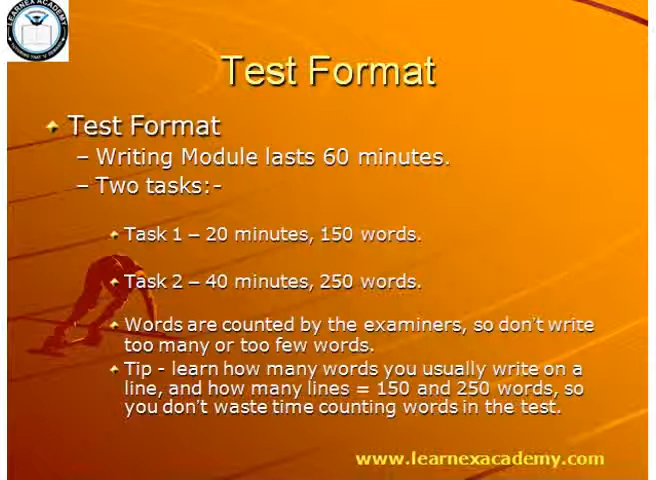 LEARNEX ACADEMY
Test Format
Test Format
– Writing Module lasts 60 minutes.
– Two tasks:-
Task 1 – 20 minutes, 150 words.
Task 2 – 40 minutes, 250 words.
Words are counted by the examiners, so don't write
too many or too few words.
Tip - learn how many words you usually write on a
line, and how many lines = 150 and 250 words, so
you don't waste time counting words in the test.
www.learnexacademy.com